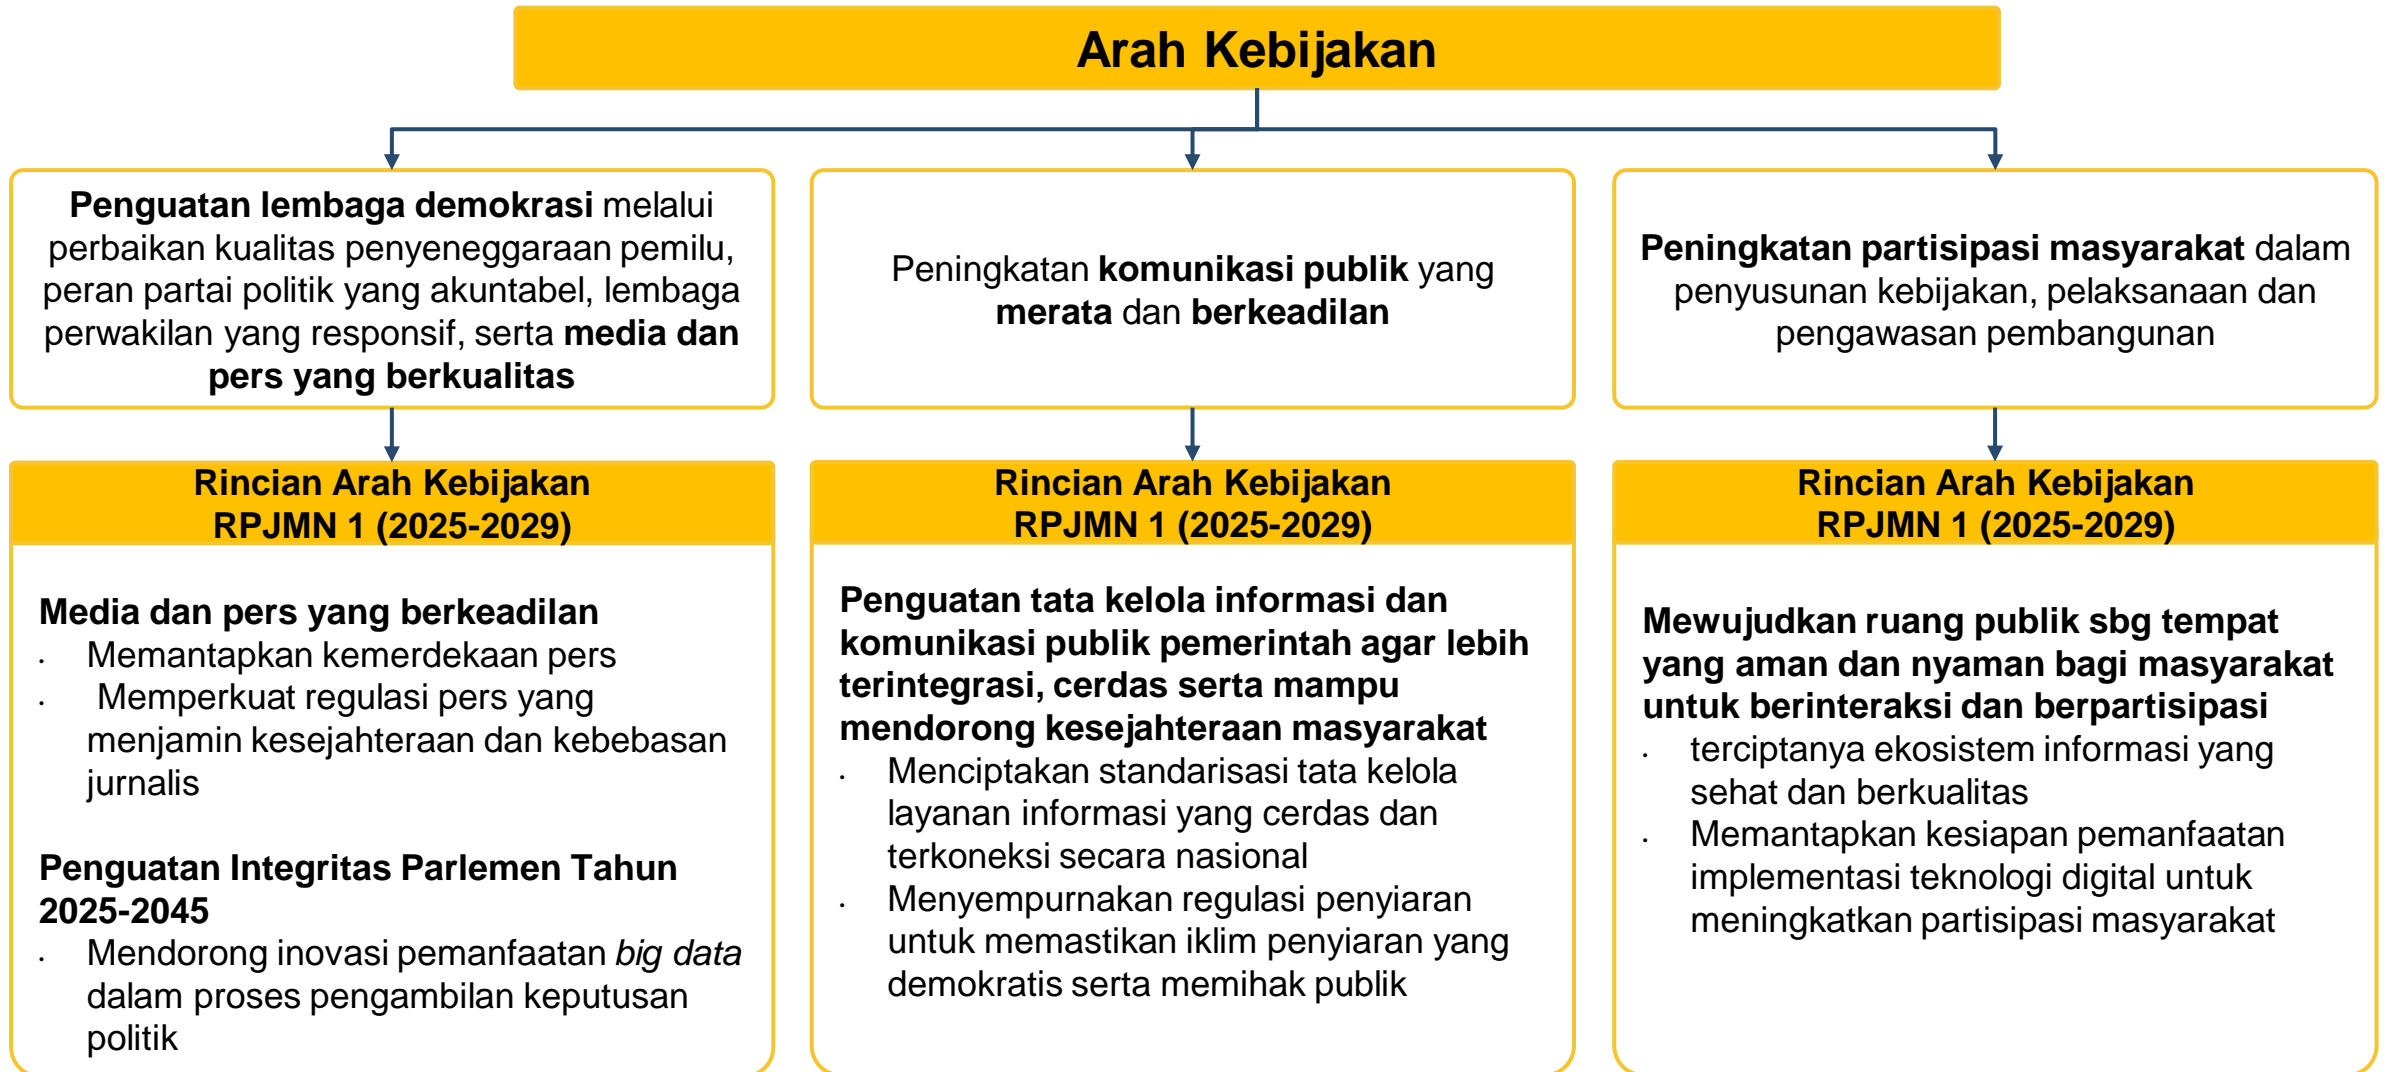 Arah Kebijakan
Penguatan lembaga demokrasi melalui
perbaikan kualitas penyeneggaraan pemilu,
peran partai politik yang akuntabel, lembaga
perwakilan yang responsif, serta media dan
pers yang berkualitas
Peningkatan komunikasi publik yang
merata dan berkeadilan
Peningkatan partisipasi masyarakat dalam
penyusunan kebijakan, pelaksanaan dan
pengawasan pembangunan
Rincian Arah Kebijakan
RPJMN 1 (2025-2029)
Media dan pers yang berkeadilan
· Memantapkan kemerdekaan pers
· Memperkuat regulasi pers yang
menjamin kesejahteraan dan kebebasan
jurnalis
Penguatan Integritas Parlemen Tahun
2025-2045
· Mendorong inovasi pemanfaatan big data
dalam proses pengambilan keputusan
politik
Rincian Arah Kebijakan
RPJMN 1 (2025-2029)
Penguatan tata kelola informasi dan
komunikasi publik pemerintah agar lebih
terintegrasi, cerdas serta mampu
mendorong kesejahteraan masyarakat
· Menciptakan standarisasi tata kelola
layanan informasi yang cerdas dan
terkoneksi secara nasional
· Menyempurnakan regulasi penyiaran
untuk memastikan iklim penyiaran yang
demokratis serta memihak publik
Rincian Arah Kebijakan
RPJMN 1 (2025-2029)
Mewujudkan ruang publik sbg tempat
yang aman dan nyaman bagi masyarakat
untuk berinteraksi dan berpartisipasi
· terciptanya ekosistem informasi yang
sehat dan berkualitas
· Memantapkan kesiapan pemanfaatan
implementasi teknologi digital untuk
meningkatkan partisipasi masyarakat